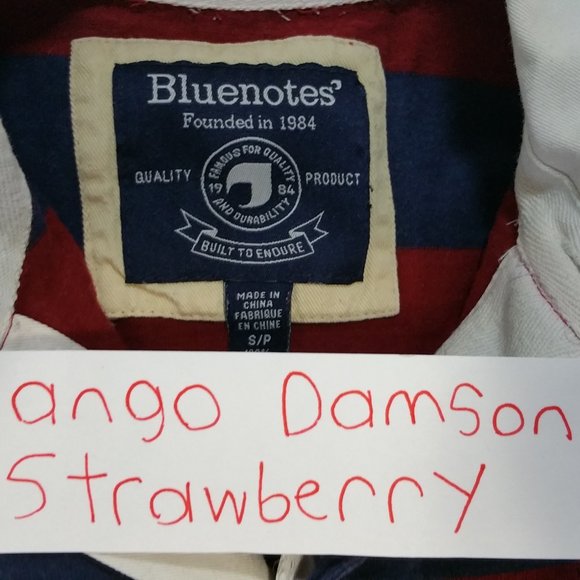 Bluenotes'
Founded in 1984
QUALITY PRODUCT
FAMOUS FOR QUALITY
19 84
AND DURABILITY
BUILT TO ENDURE
MADE IN
CHINA
FABRIQUE
EN CHINE
S/P
ango Damson
Strawberry